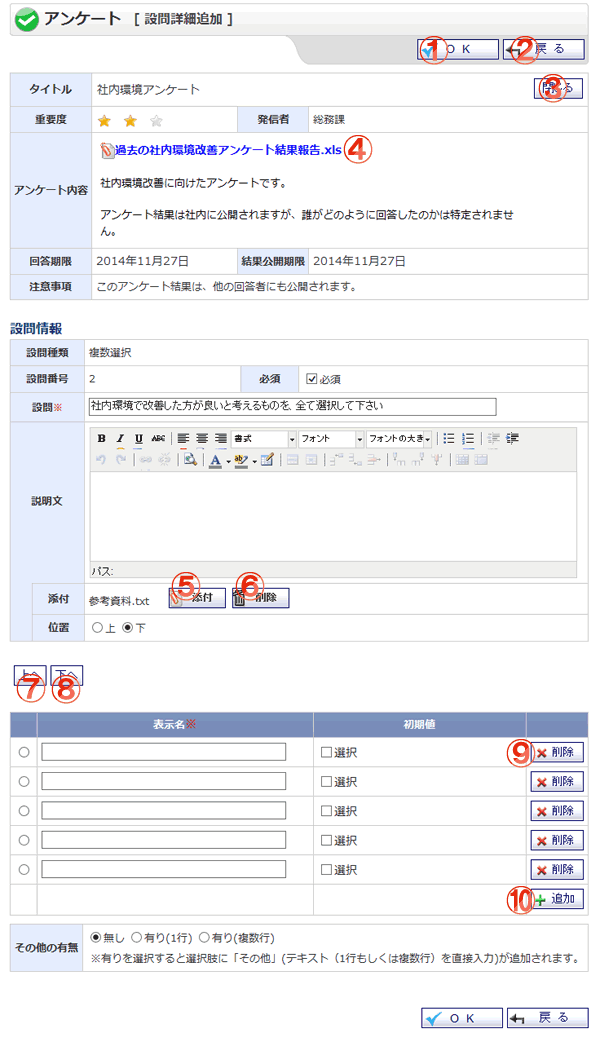 アンケート [ 設問詳細追加 ]
① O K ② 戻 る
タイトル 社内環境アンケート ③
重要度 発信者 総務課
過去の社内環境改善アンケート結果報告.xls ④
アンケート内容 社内環境改善に向けたアンケートです。
アンケート結果は社内に公開されますが、誰がどのように回答したのかは特定されませ
ん。
回答期限 2014年11月27日 結果公開期限 2014年11月27日
注意事項 このアンケート結果は、他の回答者にも公開されます。
設問情報
設問種類 複数選択
設問番号 2 必須 必須
設問※ 社内環境で改善した方が良いと考えるものを、全て選択して下さい
B I U ABC 書式 フォント フォントの大き
A ab
説明文
パス:
添付 参考資料.txt ⑤ 添付 ⑥ 削除
位置 上 下
⑦ ⑧
表示名※ 初期値
選択 ⑨ 削除
選択 削除
選択 削除
選択 削除
選択 削除
⑩ 追加
その他の有無 無し 有り(1行) 有り(複数行)
※有りを選択すると選択肢に「その他」(テキスト（1行もしくは複数行）を直接入力)が追加されます。
O K 戻 る